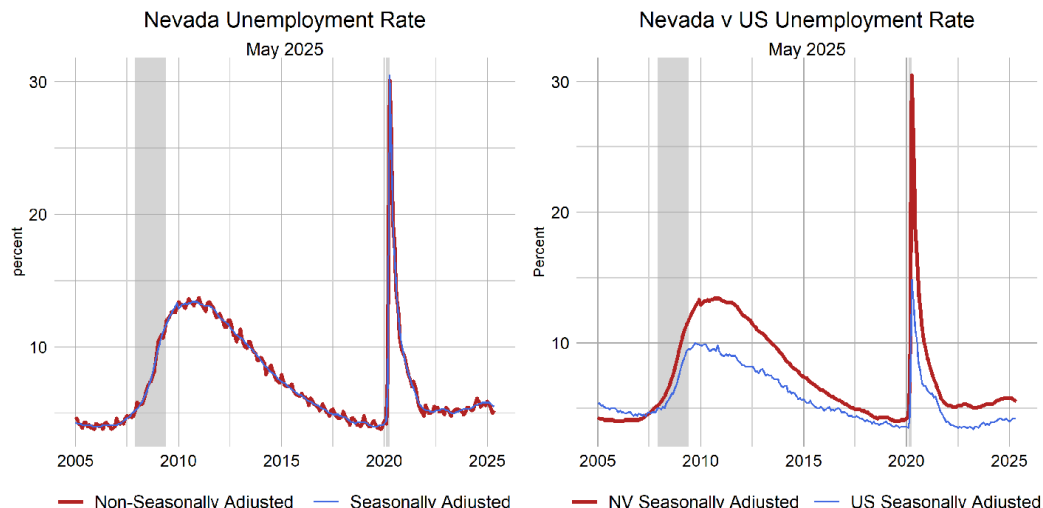 Nevada Unemployment Rate
May 2025
percent
30
20
10
2005 2010 2015 2020 2025
Non-Seasonally Adjusted Seasonally Adjusted
Nevada v US Unemployment Rate
May 2025
Percent
30
20
10
2005 2010 2015 2020 2025
NV Seasonally Adjusted US Seasonally Adjusted